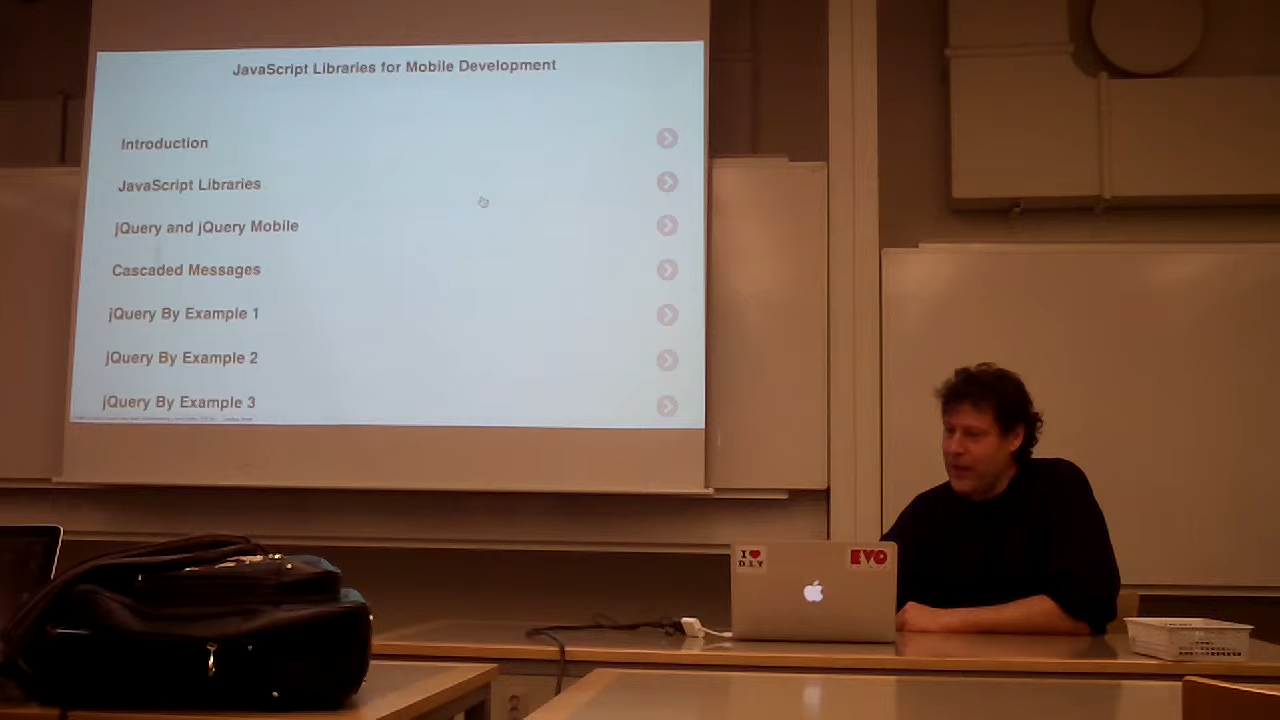 JavaScript Libraries for Mobile Development
Introduction
JavaScript Libraries
jQuery and jQuery Mobile
Cascaded Messages
jQuery By Example 1
jQuery By Example 2
jQuery By Example 3
I ♥
D.I.Y
EVO